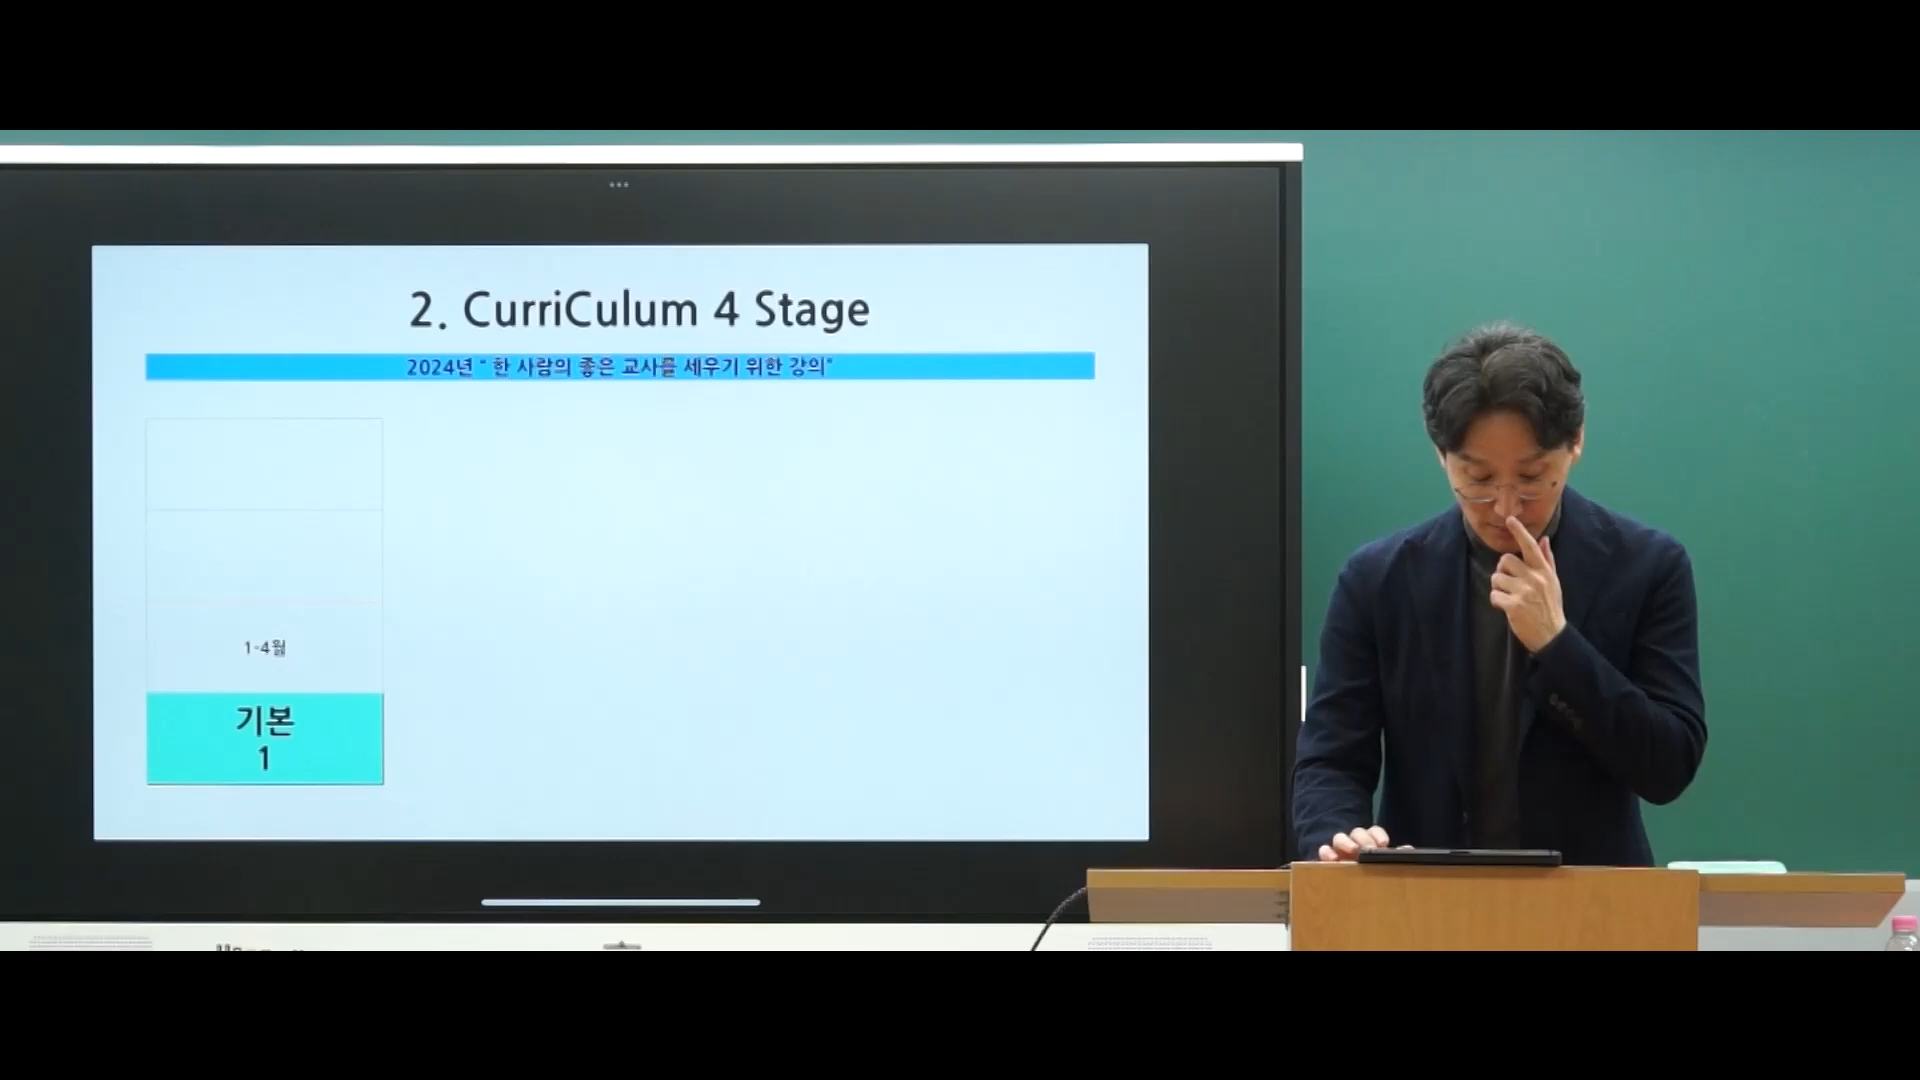 2. CurriCulum 4 Stage
2024년 " 한 사람의 좋은 교사를 세우기 위한 강의"
1-4월
기본
1